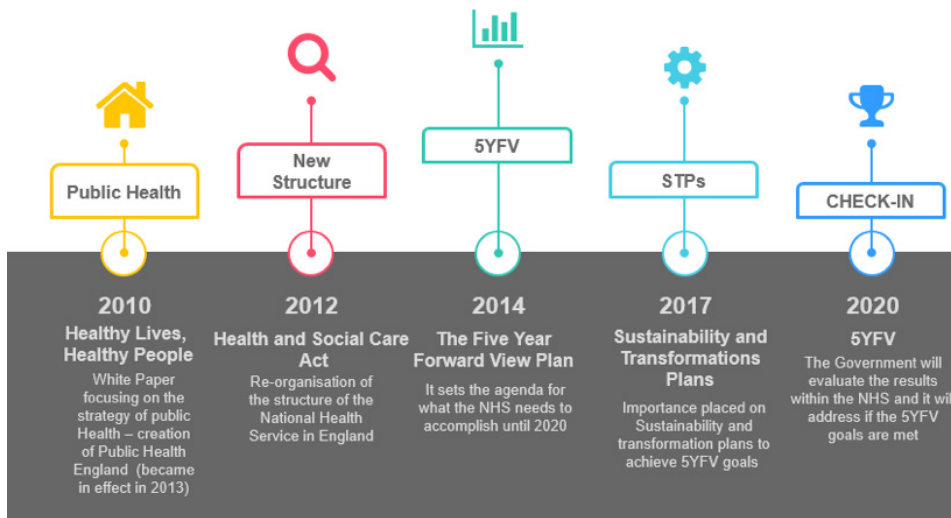 Public Health
New
Structure
5YFV
STPs
CHECK-IN
2010
Healthy Lives,
Healthy People
White Paper
focusing on the
strategy of public
Health – creation
of Public Health
England (became
in effect in 2013)
2012
Health and Social Care
Act
Re-organisation of
the structure of the
National Health
Service in England
2014
The Five Year
Forward View Plan
It sets the agenda for
what the NHS needs to
accomplish until 2020
2017
Sustainability and
Transformations
Plans
Importance placed on
Sustainability and
transformation plans to
achieve 5YFV goals
2020
5YFV
The Government will
evaluate the results
within the NHS and it wil
address if the 5YFV
goals are met